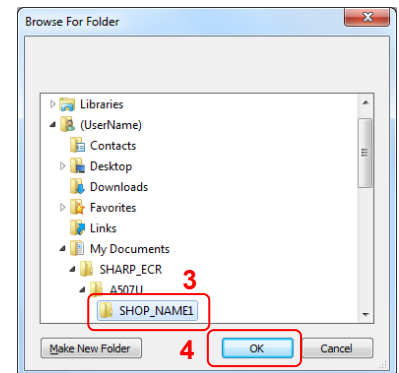 Browse For Folder
Libraries
(UserName)
Contacts
Desktop
Downloads
Favorites
Links
My Documents
SHARP_ECR
3
A507U
SHOP_NAME1
Make New Folder
4
OK
Cancel